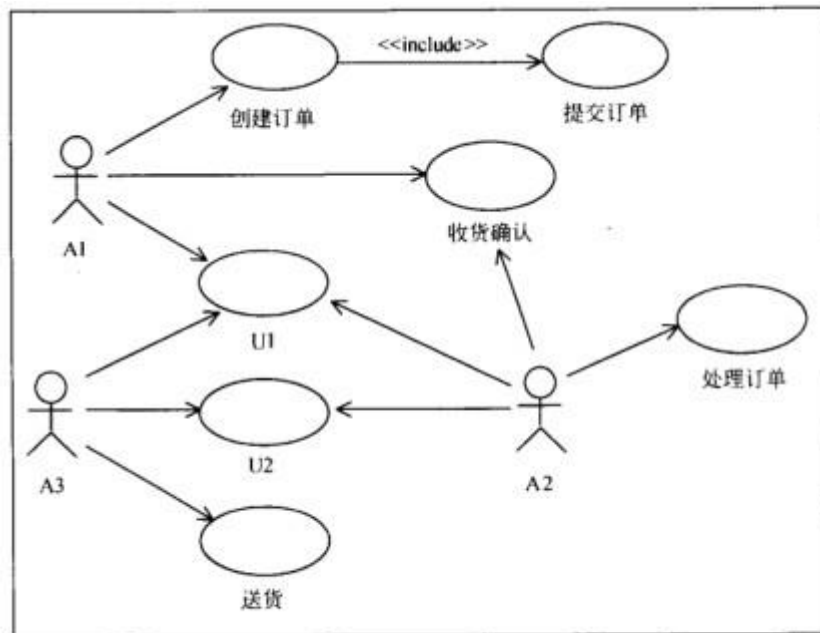 <<include>>
创建订单
提交订单
A1
收货确认
U1
处理订单
U2
A3
A2
送货